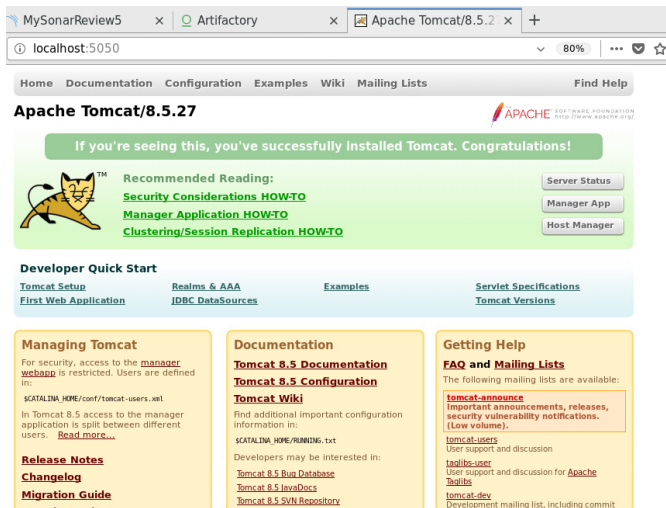 MySonarReview5
Artifactory
Apache Tomcat/8.5.2
localhost:5050
80%
Home Documentation Configuration Examples Wiki Mailing Lists Find Help
Apache Tomcat/8.5.27
THE
APACHE SOFTWARE FOUNDATION
http://www.apache.org/
If you're seeing this, you've successfully installed Tomcat. Congratulations!
TM
Recommended Reading:
Security Considerations HOW-TO
Manager Application HOW-TO
Clustering/Session Replication HOW-TO
Server Status
Manager App
Host Manager
Developer Quick Start
Tomcat Setup
First Web Application
Realms & AAA
JDBC DataSources
Examples
Servlet Specifications
Tomcat Versions
Managing Tomcat
For security, access to the manager
webapp is restricted. Users are defined
in:
$CATALINA_HOME/conf/tomcat-users.xml
In Tomcat 8.5 access to the manager
application is split between different
users. Read more...
Release Notes
Changelog
Migration Guide
Documentation
Tomcat 8.5 Documentation
Tomcat 8.5 Configuration
Tomcat Wiki
Find additional important configuration
information in:
$CATALINA_HOME/RUNNING.txt
Developers may be interested in:
Tomcat 8.5 Bug Database
Tomcat 8.5 JavaDocs
Tomcat 8.5 SVN Repository
Getting Help
FAQ and Mailing Lists
The following mailing lists are available:
tomcat-announce
Important announcements, releases,
security vulnerability notifications.
(Low volume).
tomcat-users
User support and discussion
taglibs-user
User support and discussion for Apache
Taglibs
tomcat-dev
Development mailing list, including commit